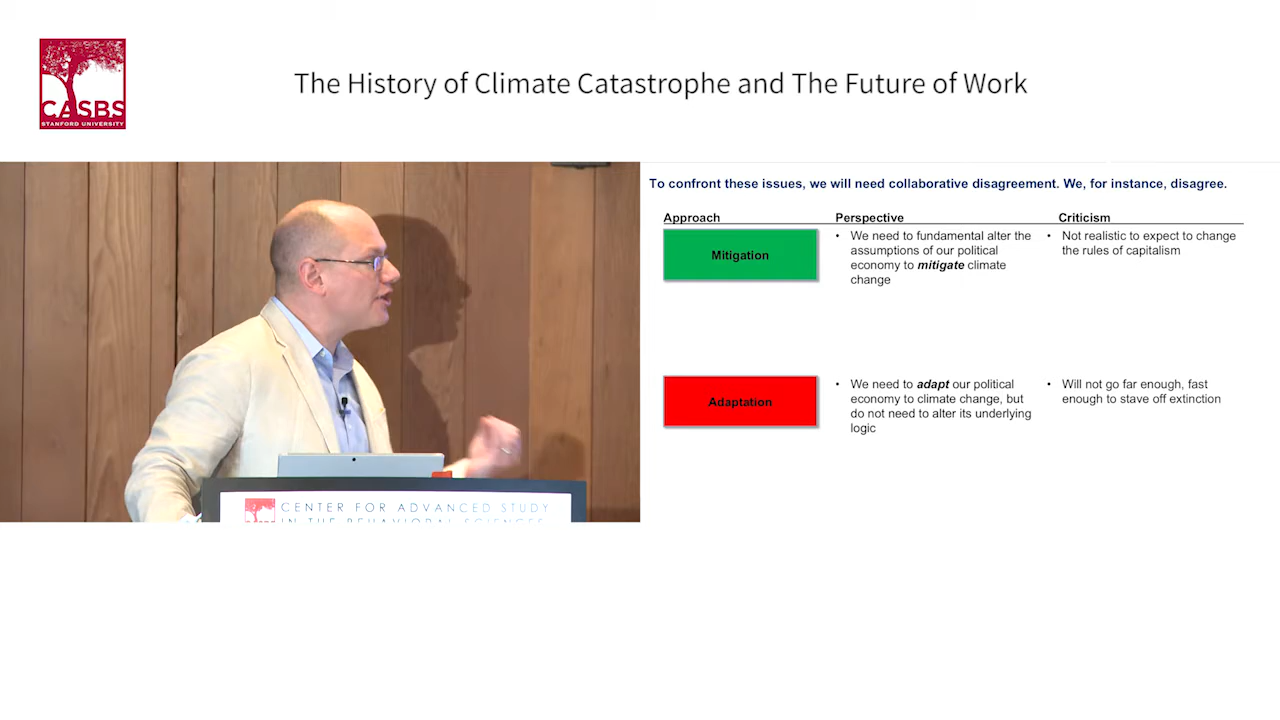 CASBS
STANFORD UNIVERSITY
The History of Climate Catastrophe and The Future of Work
To confront these issues, we will need collaborative disagreement. We, for instance, disagree.
Approach Perspective Criticism
Mitigation
• We need to fundamental alter the
assumptions of our political
economy to mitigate climate
change
• Not realistic to expect to change
the rules of capitalism
Adaptation
• We need to adapt our political
economy to climate change, but
do not need to alter its underlying
logic
• Will not go far enough, fast
enough to stave off extinction
CENTER FOR ADVANCED STUDY
IN THE BEHAVIORAL SCIENCES